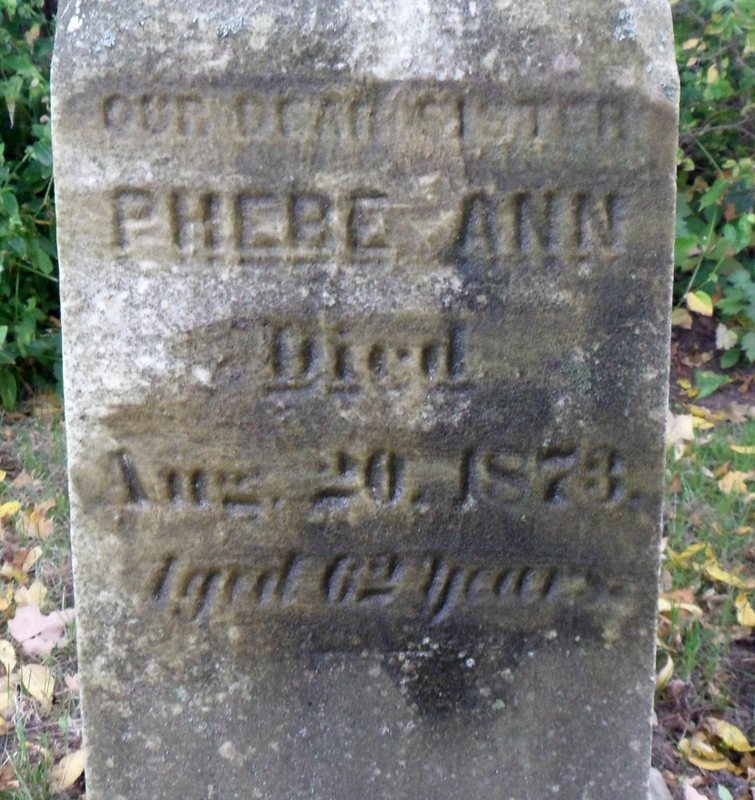 OUR DEAR SISTER
PHEBE ANN
Died
Aug. 20, 1873.
Aged 62 Years